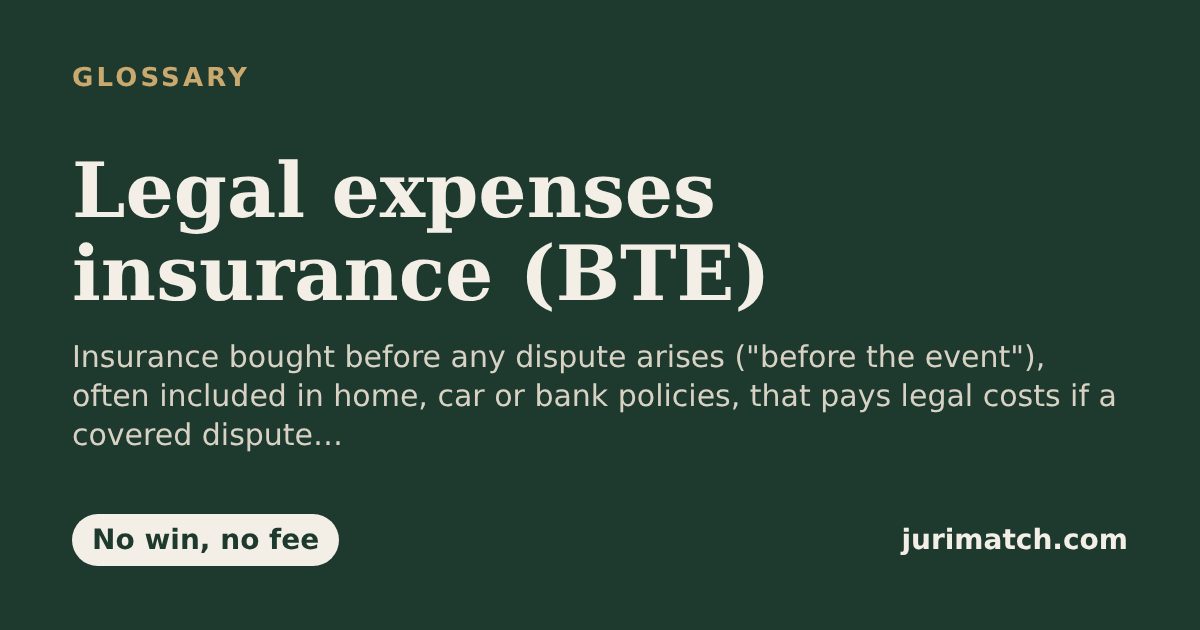 GLOSSARY
Legal expenses
insurance (BTE)
Insurance bought before any dispute arises ("before the event"),
often included in home, car or bank policies, that pays legal costs if a
covered dispute…
No win, no fee
jurimatch.com